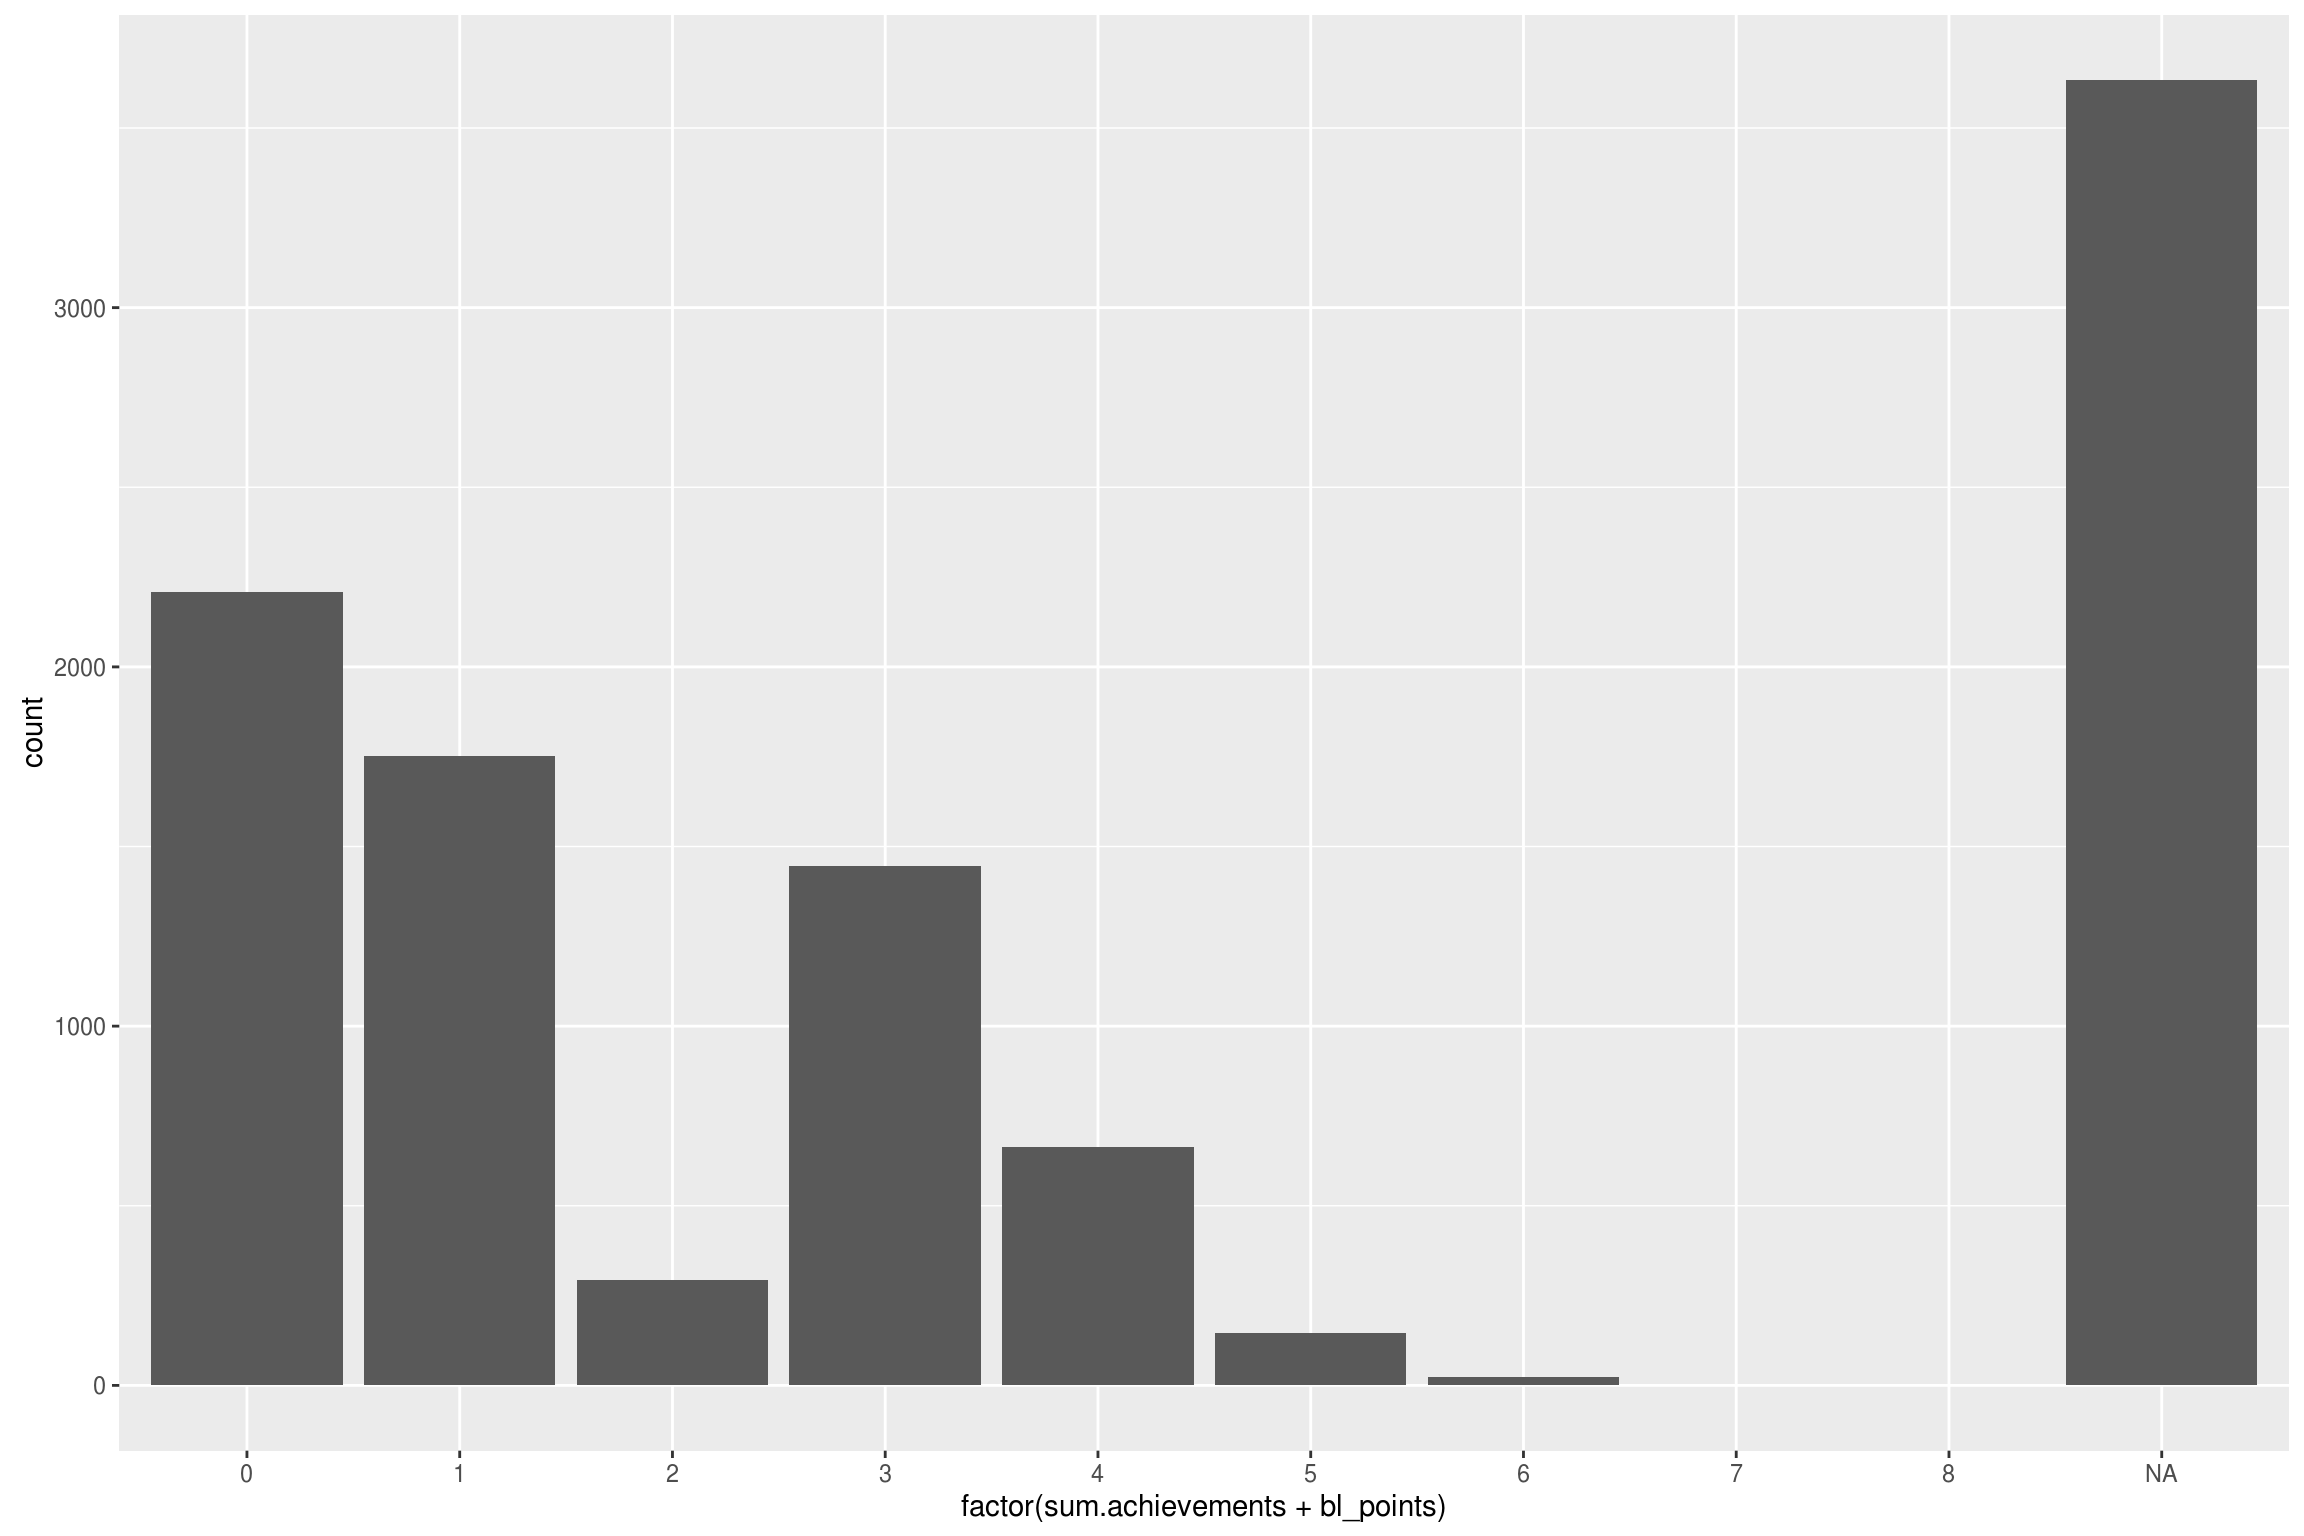 3000
2000
count
1000
0
0 1 2 3 4 5 6 7 8 NA
factor(sum.achievements + bl_points)